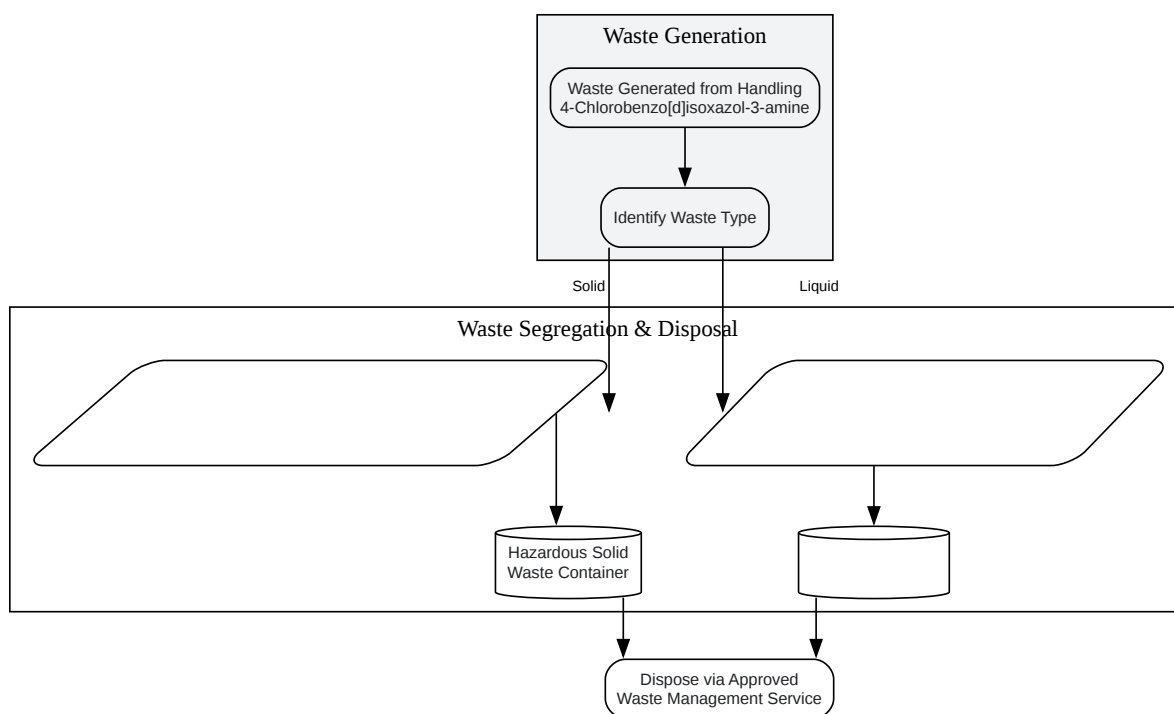 Waste Generation
Waste Generated from Handling
4-Chlorobenzo[d]isoxazol-3-amine
Identify Waste Type
Solid
Liquid
Waste Segregation & Disposal
Hazardous Solid
Waste Container
Dispose via Approved
Waste Management Service